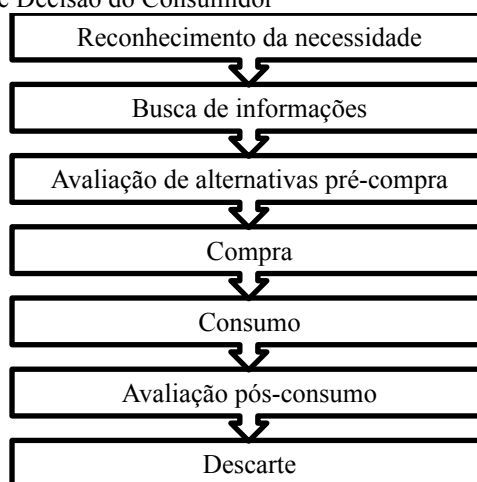 e Decisão do Consumidor
Reconhecimento da necessidade
Busca de informações
Avaliação de alternativas pré-compra
Compra
Consumo
Avaliação pós-consumo
Descarte